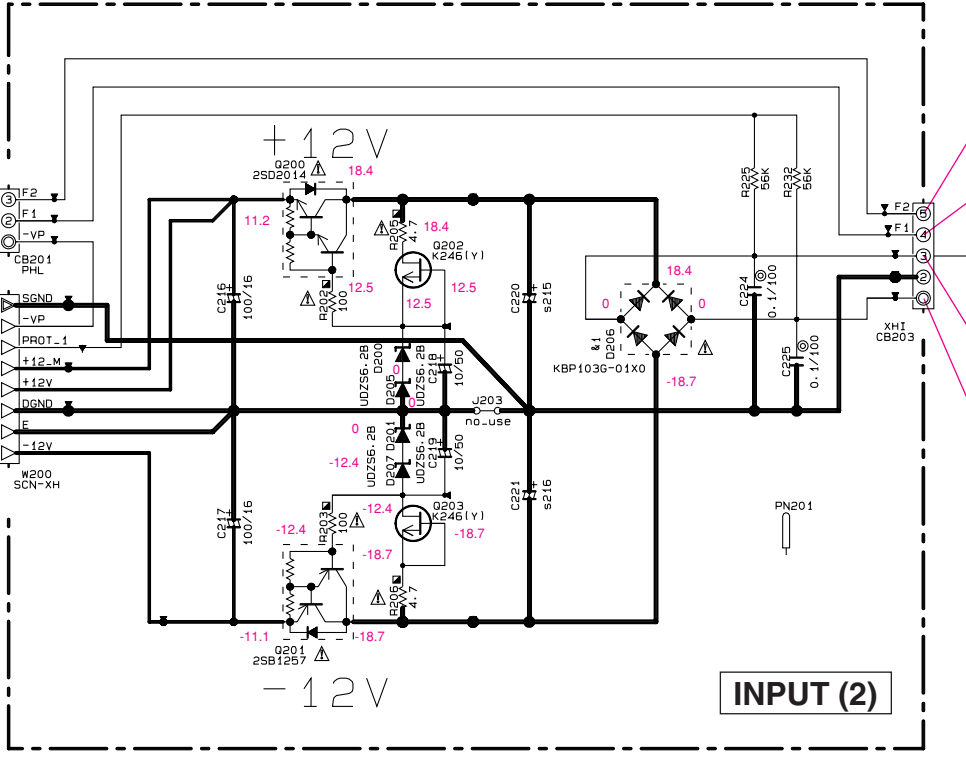 +12V
Q200
2SD2014
18.4
11.2
R205
4.7
18.4
Q202
K246(Y)
12.5
R202
100
12.5
12.5
C216
100/16
C220
s215
R225
56K
R232
56K
F2
F1
-VP
3
2
CB201
PHL
SGND
-VP
PROT_1
+12_M
+12V
DGND
E
-12V
W200
SCN-XH
F2
5
F1
4
3
2
XHI
CB203
C224
0.1/100
C225
0.1/100
18.4
0
0
&1
D206
KBP103G-01X0
-18.7
UDZS6.2B
D200
0
D205
UDZS6.2B
0
C218
10/50
J203
no_use
0
-12.4
UDZS6.2B
D207
D201
UDZS6.2B
C219
10/50
C217
100/16
-12.4
R203
100
-12.4
Q203
K246(Y)
-18.7
-18.7
C221
s216
R206
4.7
-11.1
-18.7
Q201
2SB1257
-12V
PN201
INPUT (2)